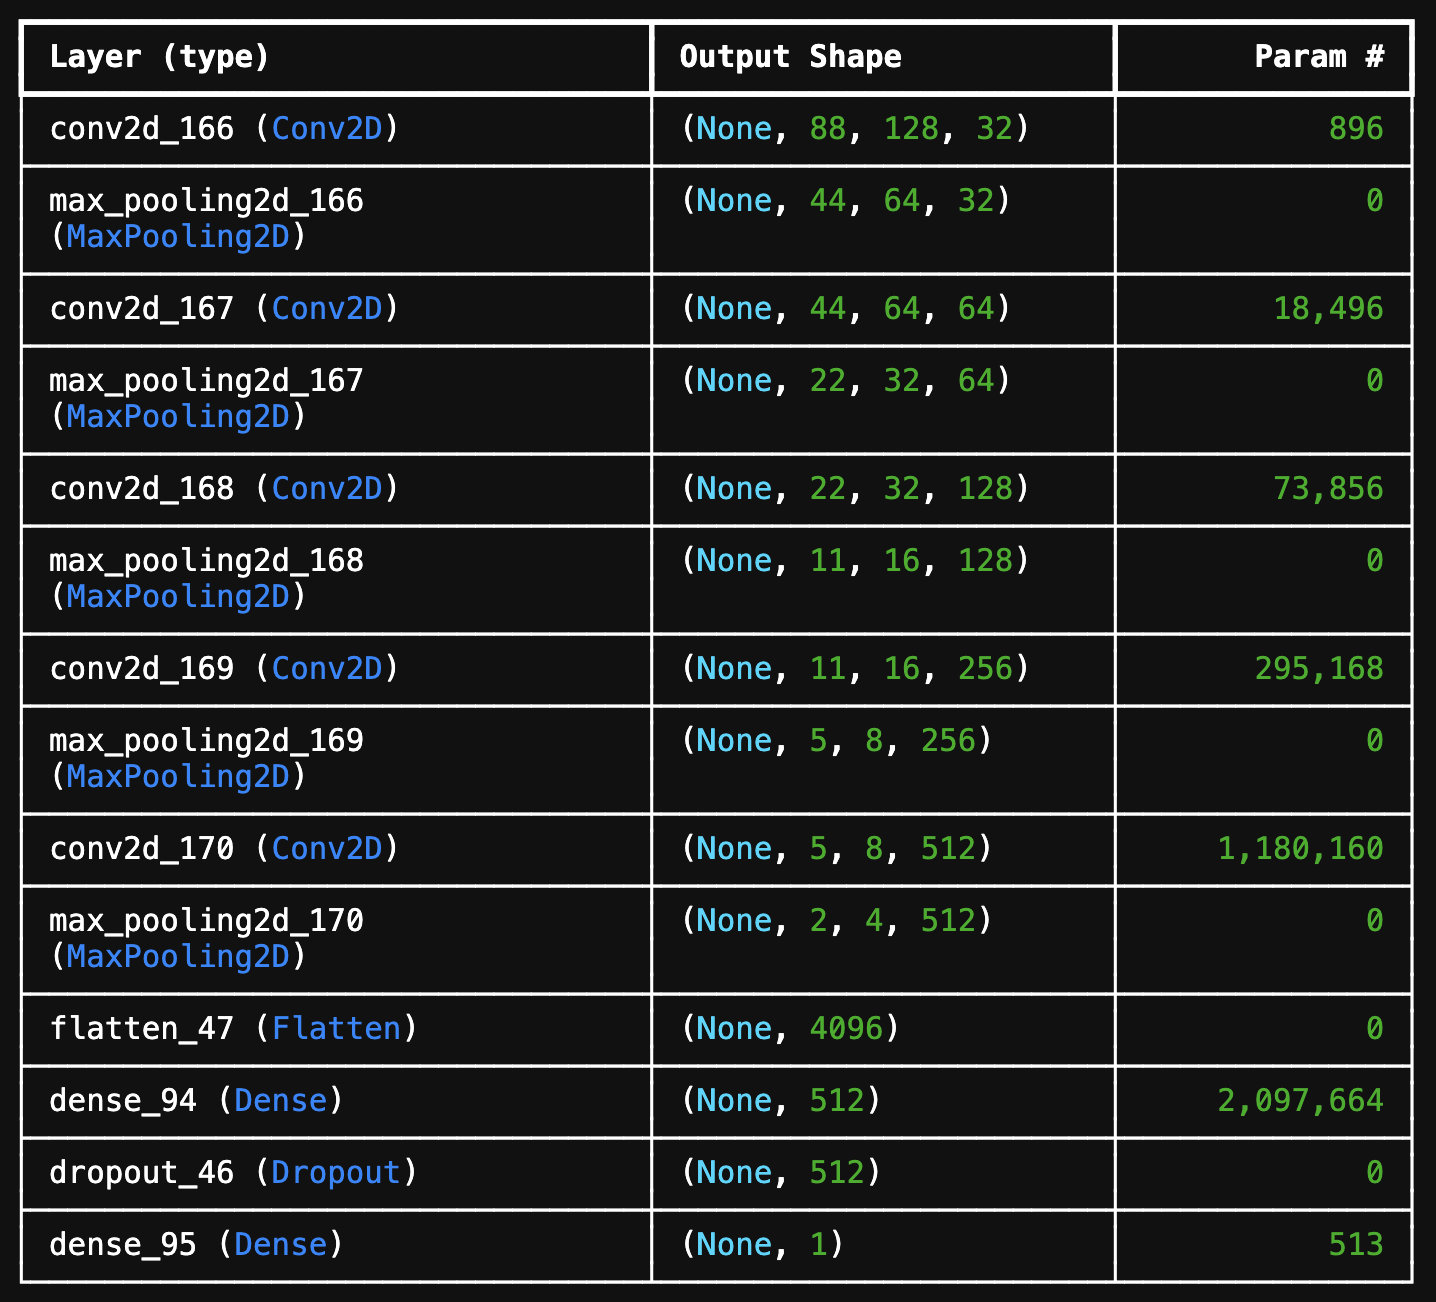 Layer (type) Output Shape Param #
conv2d_166 (Conv2D) (None, 88, 128, 32) 896
max_pooling2d_166 (None, 44, 64, 32) 0
(MaxPooling2D)
conv2d_167 (Conv2D) (None, 44, 64, 64) 18,496
max_pooling2d_167 (None, 22, 32, 64) 0
(MaxPooling2D)
conv2d_168 (Conv2D) (None, 22, 32, 128) 73,856
max_pooling2d_168 (None, 11, 16, 128) 0
(MaxPooling2D)
conv2d_169 (Conv2D) (None, 11, 16, 256) 295,168
max_pooling2d_169 (None, 5, 8, 256) 0
(MaxPooling2D)
conv2d_170 (Conv2D) (None, 5, 8, 512) 1,180,160
max_pooling2d_170 (None, 2, 4, 512) 0
(MaxPooling2D)
flatten_47 (Flatten) (None, 4096) 0
dense_94 (Dense) (None, 512) 2,097,664
dropout_46 (Dropout) (None, 512) 0
dense_95 (Dense) (None, 1) 513